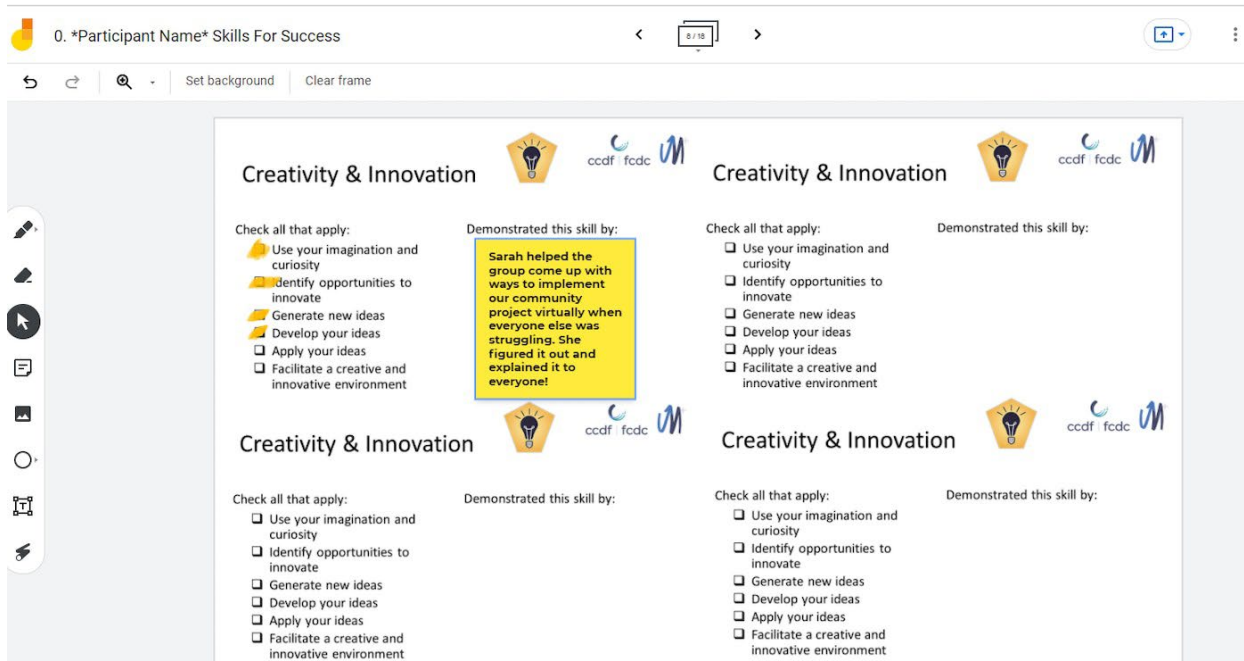 0. *Participant Name* Skills For Success
8 / 18
Set background
Clear frame
Creativity & Innovation
ccdf fcdc
Check all that apply:
Use your imagination and
curiosity
Identify opportunities to
innovate
Generate new ideas
Develop your ideas
Apply your ideas
Facilitate a creative and
innovative environment
Demonstrated this skill by:
Sarah helped the
group come up with
ways to implement
our community
project virtually when
everyone else was
struggling. She
figured it out and
explained it to
everyone!
Creativity & Innovation
ccdf fcdc
Check all that apply:
Use your imagination and
curiosity
Identify opportunities to
innovate
Generate new ideas
Develop your ideas
Apply your ideas
Facilitate a creative and
innovative environment
Demonstrated this skill by:
Creativity & Innovation
ccdf fcdc
Check all that apply:
Use your imagination and
curiosity
Identify opportunities to
innovate
Generate new ideas
Develop your ideas
Apply your ideas
Facilitate a creative and
innovative environment
Demonstrated this skill by:
Creativity & Innovation
ccdf fcdc
Check all that apply:
Use your imagination and
curiosity
Identify opportunities to
innovate
Generate new ideas
Develop your ideas
Apply your ideas
Facilitate a creative and
innovative environment
Demonstrated this skill by: